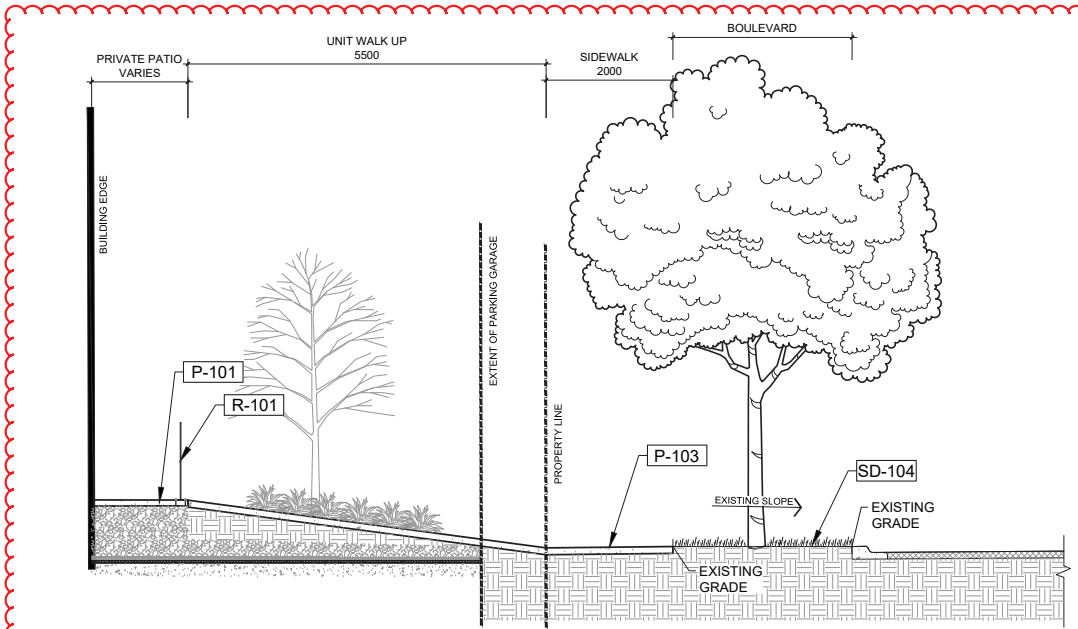 BOULEVARD
UNIT WALK UP
5500
PRIVATE PATIO
VARIES
SIDEWALK
2000
BUILDING EDGE
EXTENT OF PARKING GARAGE
PROPERTY LINE
P-101
R-101
P-103
SD-104
EXISTING SLOPE
EXISTING
GRADE
EXISTING
GRADE